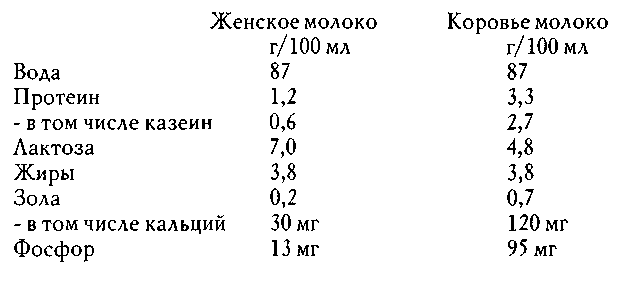 Женское молоко Коровье молоко
г/100 мл г/100 мл
Вода 87 87
Протеин 1,2 3,3
- в том числе казеин 0,6 2,7
Лактоза 7,0 4,8
Жиры 3,8 3,8
Зола 0,2 0,7
- в том числе кальций 30 мг 120 мг
Фосфор 13 мг 95 мг